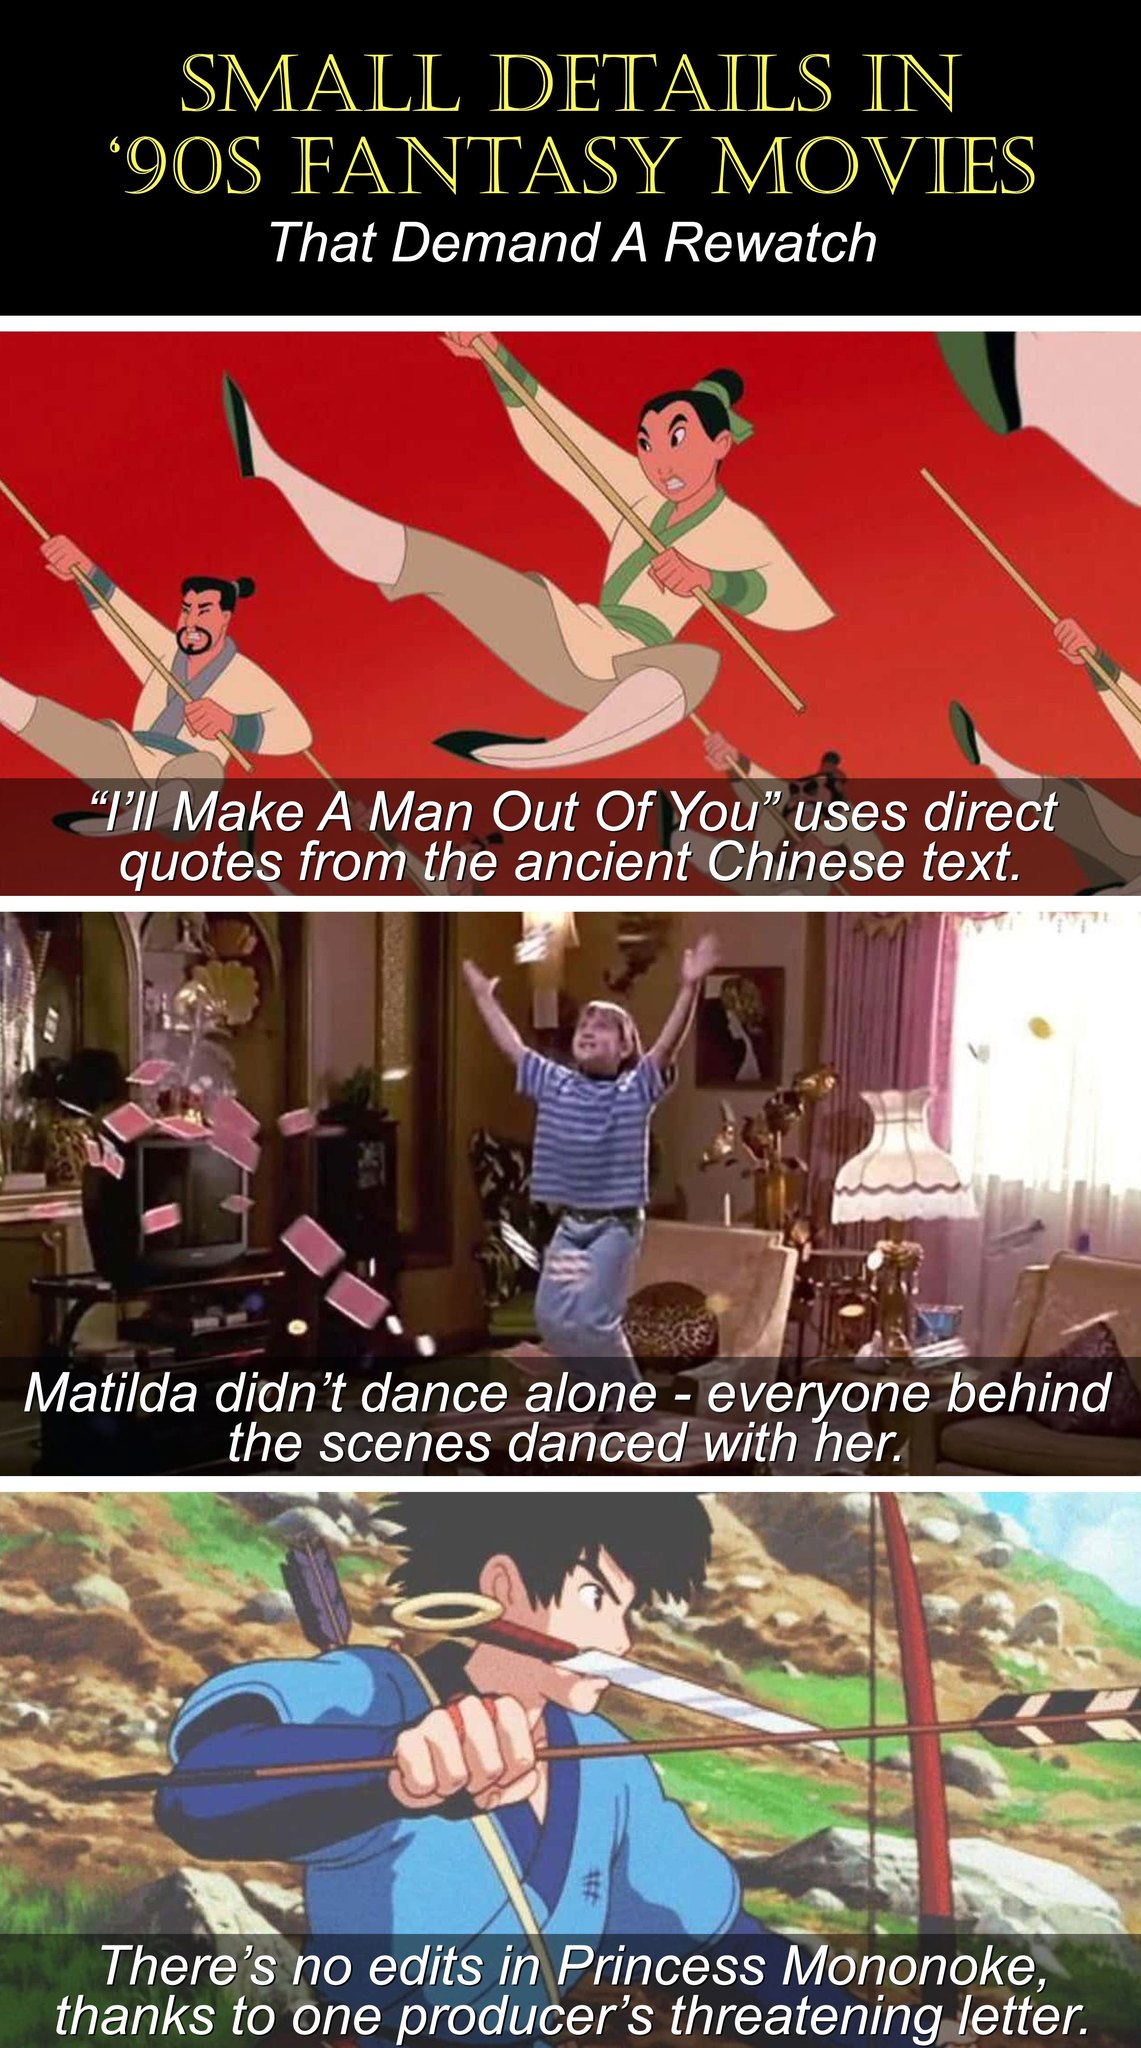 SMALL DETAILS IN
‘90S FANTASY MOVIES
That Demand A Rewatch
“I’ll Make A Man Out Of You” uses direct
quotes from the ancient Chinese text.
Matilda didn’t dance alone - everyone behind
the scenes danced with her.
There’s no edits in Princess Mononoke,
thanks to one producer’s threatening letter.